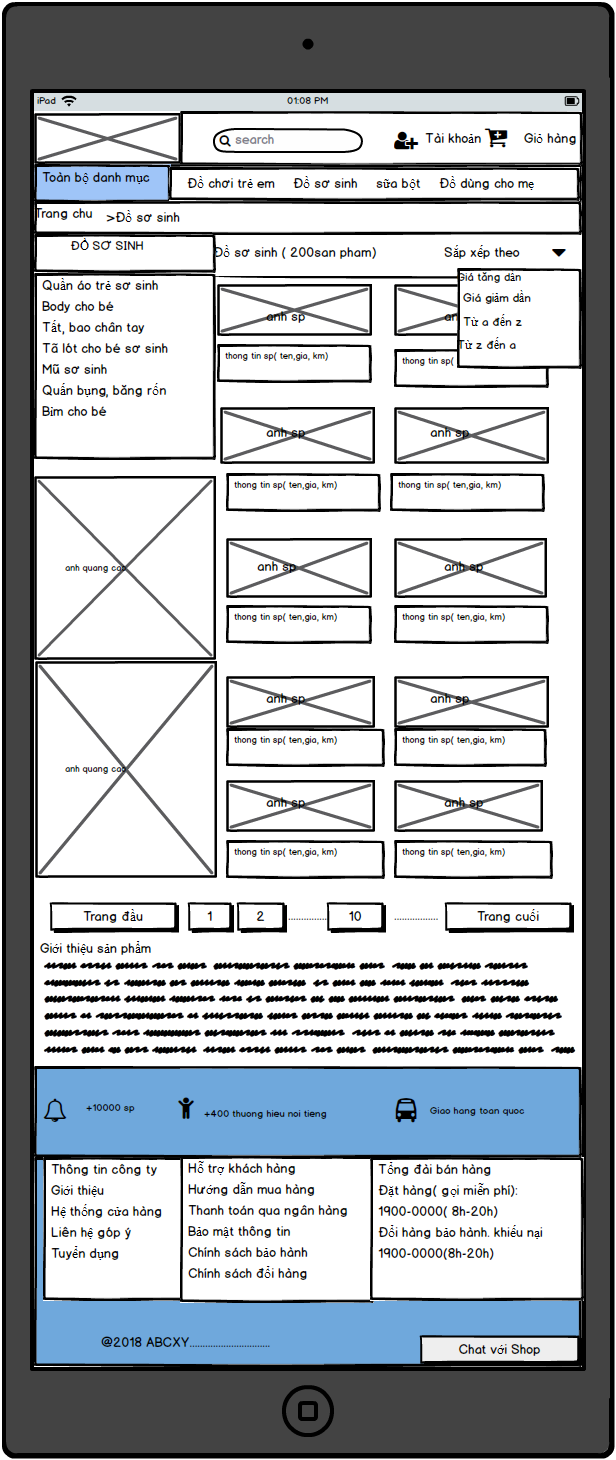 iPad 01:08 PM
search
Tài khoản
Giỏ hàng
Toàn bộ danh mục
Đồ chơi trẻ em Đồ sơ sinh sữa bột Đồ dùng cho mẹ
Trang chu >Đồ sơ sinh
ĐỒ SƠ SINH
Quần áo trẻ sơ sinh
Body cho bé
Tất, bao chân tay
Tã lót cho bé sơ sinh
Mũ sơ sinh
Quấn bụng, băng rốn
Bỉm cho bé
anh quang cao
anh quang cao
Đồ sơ sinh ( 200san pham)
Sắp xếp theo
Giá tăng dần
Giá giảm dần
Từ a đến z
Từ z đến a
anh sp
an
thong tin sp( ten,gia, km)
thong tin sp(
anh sp
anh sp
thong tin sp( ten,gia, km)
thong tin sp( ten,gia, km)
anh sp
anh sp
thong tin sp( ten,gia, km)
thong tin sp( ten,gia, km)
anh sp
anh sp
thong tin sp( ten,gia, km)
thong tin sp( ten,gia, km)
anh sp
anh sp
thong tin sp( ten,gia, km)
thong tin sp( ten,gia, km)
Trang đầu 1 2 ............... 10 ................. Trang cuối
Giới thiệu sản phẩm
+10000 sp
+400 thuong hieu noi tieng
Giao hang toan quoc
Thông tin công ty
Giới thiệu
Hệ thống cửa hàng
Liên hệ góp ý
Tuyển dụng
Hỗ trợ khách hàng
Hướng dẫn mua hàng
Thanh toán qua ngân hàng
Bảo mật thông tin
Chính sách bảo hành
Chính sách đổi hàng
Tổng đài bán hàng
Đặt hàng( gọi miễn phí):
1900-0000( 8h-20h)
Đổi hàng bảo hành. khiếu nại
1900-0000(8h-20h)
@2018 ABCXY................................
Chat với Shop